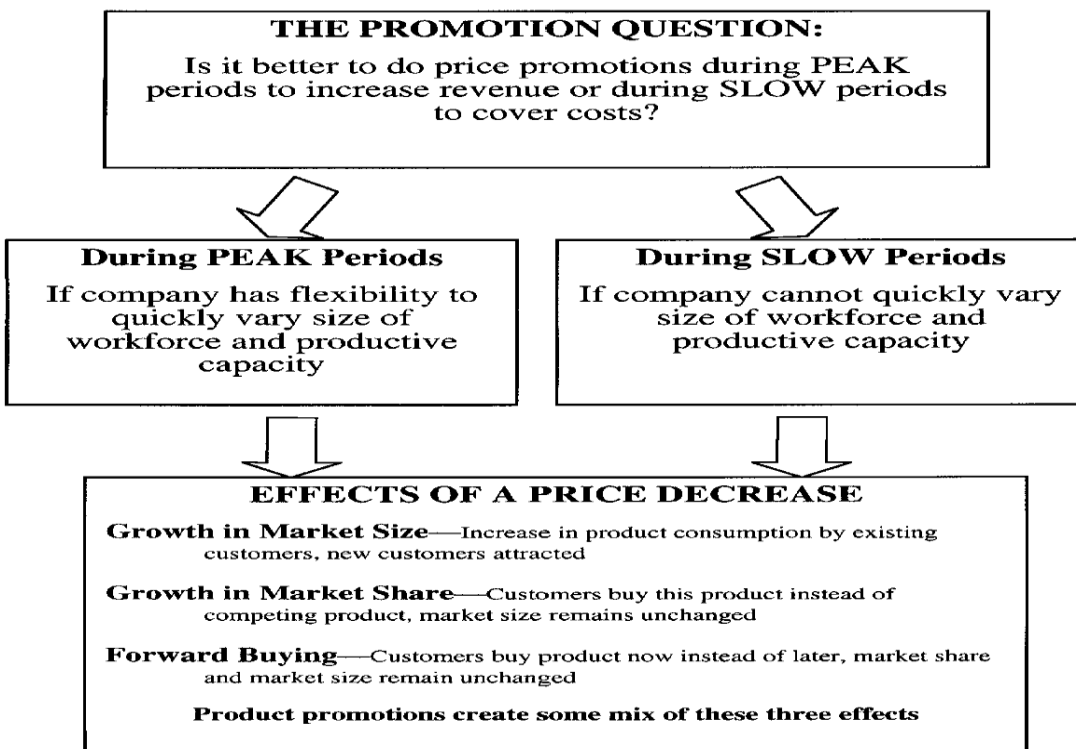 THE PROMOTION QUESTION:
Is it better to do price promotions during PEAK
periods to increase revenue or during SLOW periods
to cover costs?
During PEAK Periods
If company has flexibility to
quickly vary size of
workforce and productive
capacity
During SLOW Periods
If company cannot quickly vary
size of workforce and
productive capacity
EFFECTS OF A PRICE DECREASE
Growth in Market Size—Increase in product consumption by existing
customers, new customers attracted
Growth in Market Share—Customers buy this product instead of
competing product, market size remains unchanged
Forward Buying—Customers buy product now instead of later, market share
and market size remain unchanged
Product promotions create some mix of these three effects